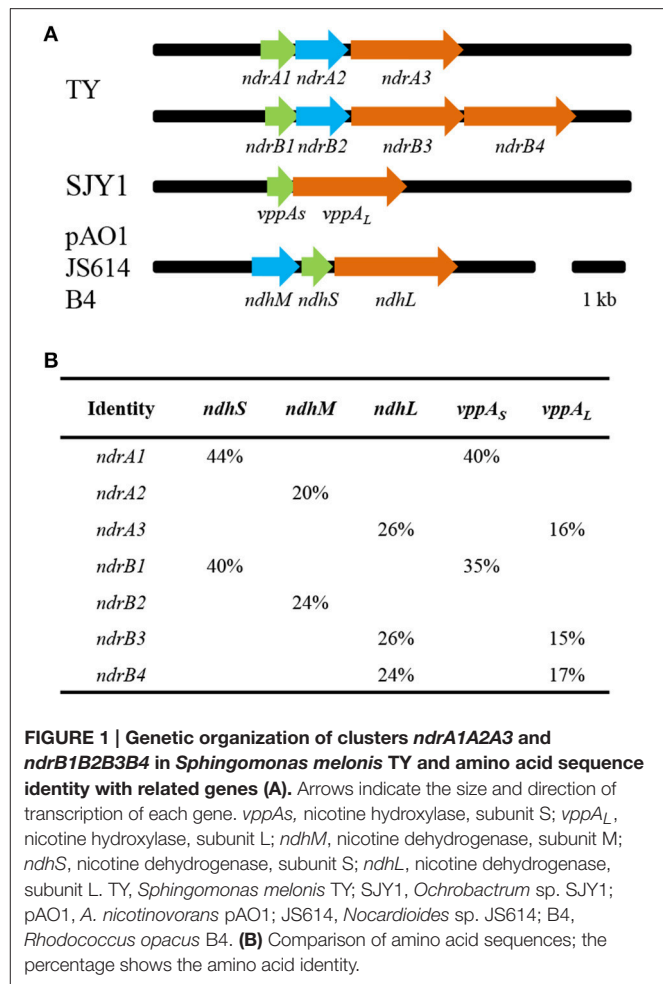 A
TY
ndrA1 ndrA2 ndrA3
ndrB1 ndrB2 ndrB3 ndrB4
SJY1
vppAs vppAL
pAO1
JS614
B4
ndhM ndhS ndhL 1 kb
B
Identity ndhS ndhM ndhL vppAS vppAL
ndrA1 44% 40%
ndrA2 20%
ndrA3 26% 16%
ndrB1 40% 35%
ndrB2 24%
ndrB3 26% 15%
ndrB4 24% 17%
FIGURE 1 | Genetic organization of clusters ndrA1A2A3 and
ndrB1B2B3B4 in Sphingomonas melonis TY and amino acid sequence
identity with related genes (A). Arrows indicate the size and direction of
transcription of each gene. vppAs, nicotine hydroxylase, subunit S; vppAL,
nicotine hydroxylase, subunit L; ndhM, nicotine dehydrogenase, subunit M;
ndhS, nicotine dehydrogenase, subunit S; ndhL, nicotine dehydrogenase,
subunit L. TY, Sphingomonas melonis TY; SJY1, Ochrobactrum sp. SJY1;
pAO1, A. nicotinovorans pAO1; JS614, Nocardioides sp. JS614; B4,
Rhodococcus opacus B4. (B) Comparison of amino acid sequences; the
percentage shows the amino acid identity.